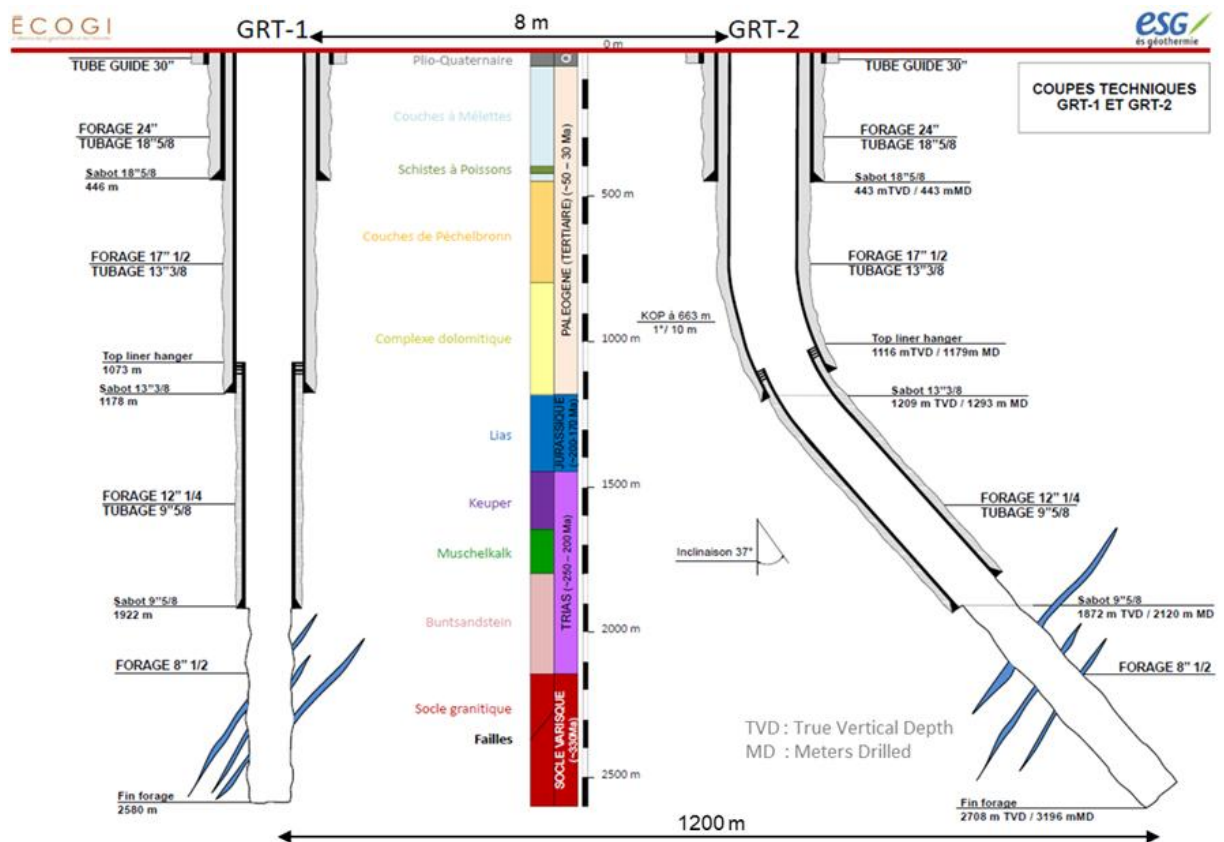 ÉCOGI
GRT-1
8 m
GRT-2
esg
és géothermie
0 m
TUBE GUIDE 30"
Plio-Quaternaire
Q
TUBE GUIDE 30"
COUPES TECHNIQUES
GRT-1 ET GRT-2
FORAGE 24"
TUBAGE 18"5/8
Couches à Mélettes
FORAGE 24"
TUBAGE 18"5/8
Sabot 18"5/8
446 m
Schistes à Poissons
Sabot 18"5/8
443 mTVD / 443 mMD
500 m
PALEOGENE (TERTIAIRE) (~50 – 30 Ma)
FORAGE 17" 1/2
TUBAGE 13"3/8
Couches de Péchelbronn
FORAGE 17" 1/2
TUBAGE 13"3/8
KOP à 663 m
1°/ 10 m
Complexe dolomitique
1000 m
Top liner hanger
1073 m
Top liner hanger
1116 mTVD / 1179m MD
Sabot 13"3/8
1178 m
Sabot 13"3/8
1209 m TVD / 1293 m MD
Lias
JURASSIQUE
(~200-170 Ma)
1500 m
FORAGE 12" 1/4
TUBAGE 9"5/8
Keuper
FORAGE 12" 1/4
TUBAGE 9"5/8
Muschelkalk
TRIAS (~250 – 200 Ma)
Inclinaison 37°
Sabot 9"5/8
1922 m
Buntsandstein
2000 m
Sabot 9"5/8
1872 m TVD / 2120 m MD
FORAGE 8" 1/2
FORAGE 8" 1/2
Socle granitique
Failles
SOCLE VARISQUE
(~330Ma)
TVD : True Vertical Depth
MD : Meters Drilled
2500 m
Fin forage
2580 m
Fin forage
2708 m TVD / 3196 mMD
1200 m